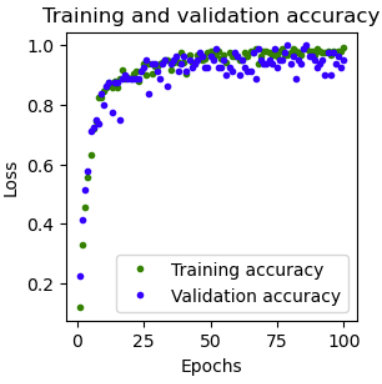 Training and validation accuracy
1.0
0.8
0.6
0.4
0.2
Loss
Training accuracy
Validation accuracy
0 25 50 75 100
Epochs